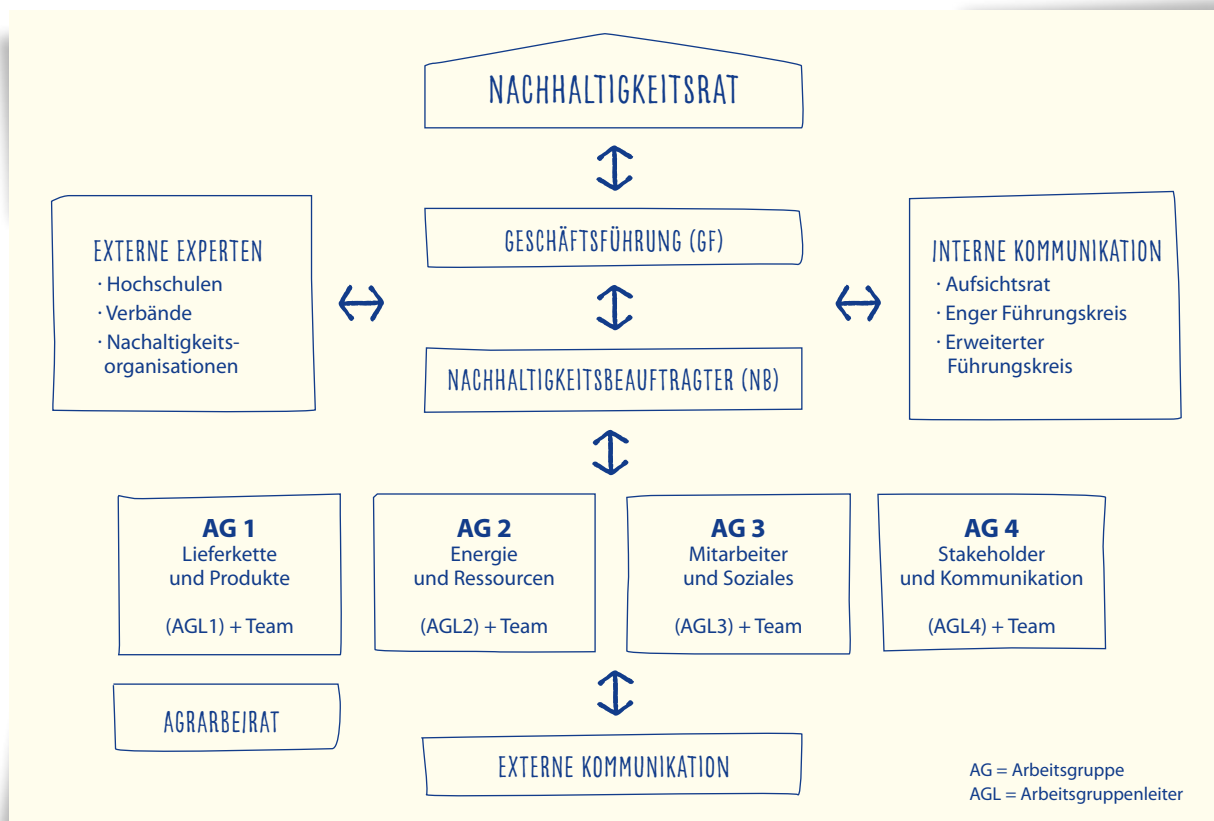 NACHHALTIGKEITSRAT
GESCHÄFTSFÜHRUNG (GF)
EXTERNE EXPERTEN
· Hochschulen
· Verbände
· Nachaltigkeits-
organisationen
INTERNE KOMMUNIKATION
· Aufsichtsrat
· Enger Führungskreis
· Erweiterter
Führungskreis
NACHHALTIGKEITSBEAUFTRAGTER (NB)
AG 1
Lieferkette
und Produkte
(AGL1) + Team
AG 2
Energie
und Ressourcen
(AGL2) + Team
AG 3
Mitarbeiter
und Soziales
(AGL3) + Team
AG 4
Stakeholder
und Kommunikation
(AGL4) + Team
AGRARBEIRAT
EXTERNE KOMMUNIKATION
AG = Arbeitsgruppe
AGL = Arbeitsgruppenleiter